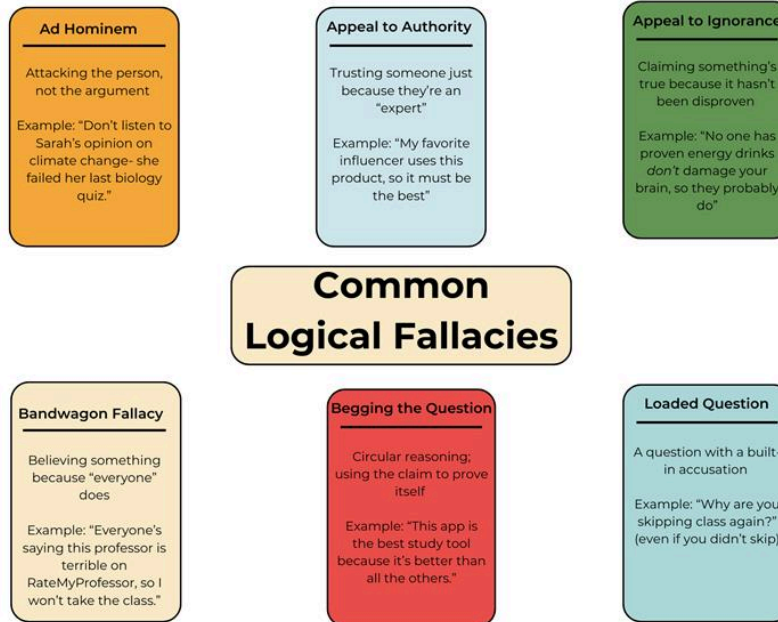 Ad Hominem
Attacking the person,
not the argument
Example: “Don’t listen to
Sarah’s opinion on
climate change- she
failed her last biology
quiz.”
Appeal to Authority
Trusting someone just
because they’re an
“expert”
Example: “My favorite
influencer uses this
product, so it must be
the best”
Appeal to Ignorance
Claiming something’s
true because it hasn’t
been disproven
Example: “No one has
proven energy drinks
don’t damage your
brain, so they probably
do”
Common
Logical Fallacies
Bandwagon Fallacy
Believing something
because “everyone”
does
Example: “Everyone’s
saying this professor is
terrible on
RateMyProfessor, so I
won’t take the class.”
Begging the Question
Circular reasoning;
using the claim to prove
itself
Example: “This app is
the best study tool
because it’s better than
all the others.”
Loaded Question
A question with a built-
in accusation
Example: “Why are you
skipping class again?”
(even if you didn’t skip)